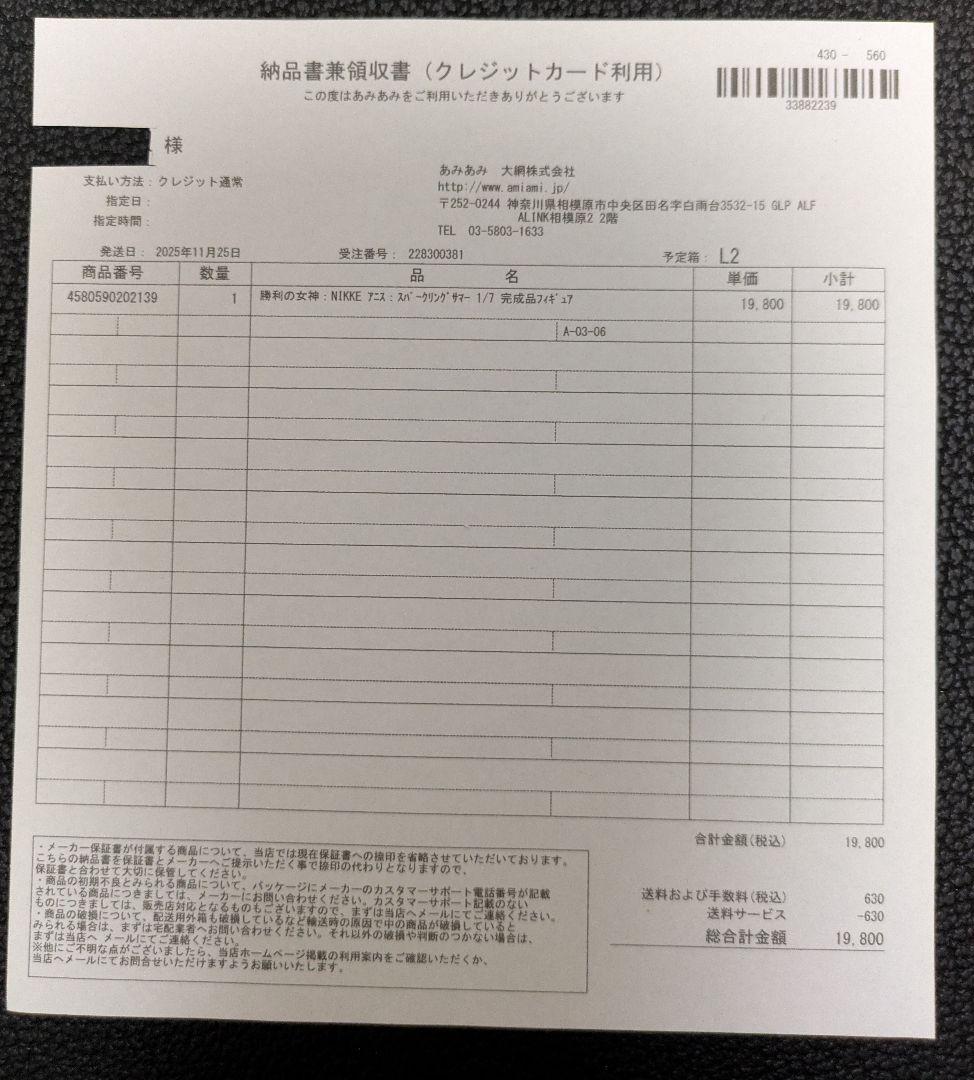 430 - 560
納品書兼領収書(クレジットカード利用)
この度はあみあみをご利用いただきありがとうございます
33882239
様
支払い方法:クレジット通常
指定日:
指定時間:
あみあみ 大網株式会社
http://www.amiami.jp/
〒252-0244 神奈川県相模原市中央区田名字白雨台3532-15 GLP ALF
ALINK相模原2 2階
TEL 03-5803-1633
発送日: 2025年11月25日 受注番号: 228300381 予定箱: L2
商品番号 数量 品名 単価 小計
4580590202139 1 勝利の女神:NIKKE ｱﾆｽ:ｽﾊﾟｰｸﾘﾝｸﾞｻﾏｰ 1/7 完成品ﾌｨｷﾞｭｱ 19,800 19,800
A-03-06
合計金額(税込) 19,800
送料および手数料(税込) 630
送料サービス -630
総合計金額 19,800
・メーカー保証書が付属する商品について、当店では現在保証書への捺印を省略させていただいております。
こちらの納品書を保証書とメーカーへご提示いただく事で捺印の代わりとなりますので、
保証書と合わせて大切に保管してください。
・商品の初期不良とみられる商品について、パッケージにメーカーのカスタマーサポート電話番号が記載
されている商品につきましては、メーカーにお問い合わせください。カスタマーサポート記載のない
ものにつきましては、販売店対応となるものもございますので、まずは当店へメールにてご連絡ください。
・商品の破損について、配送用外箱も破損しているなど輸送時の原因で中の商品が破損していると
みられる場合は、まずは宅配業者へお問い合わせください。それ以外の破損や判断のつかない場合は、
まずは当店へメールにてご連絡ください。
※他にご不明な点がございましたら、当店ホームページ掲載の利用案内をご確認いただくか、
当店へメールにてお問合せいただけますようお願いいたします。